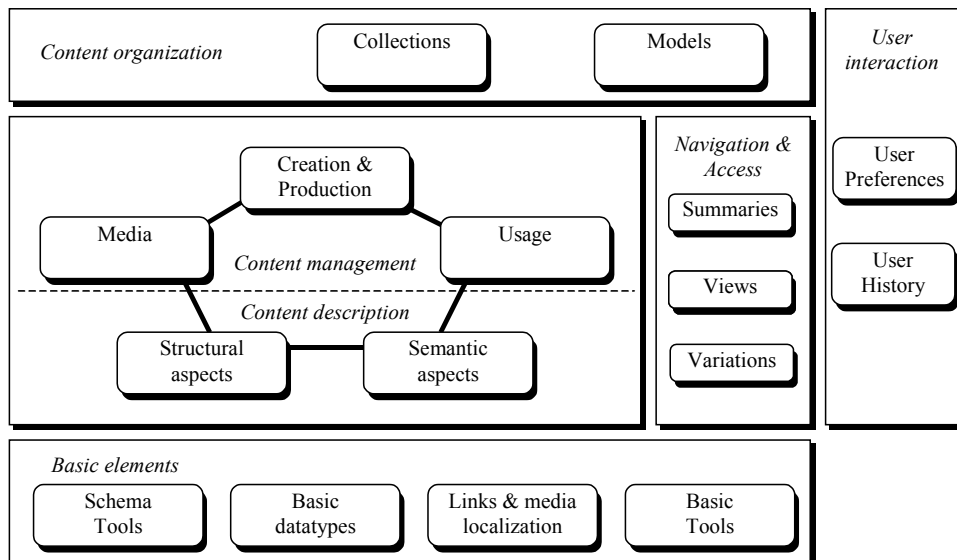 Content organization
Collections
Models
User
interaction
Creation &
Production
Media
Usage
Content management
Content description
Structural
aspects
Semantic
aspects
Navigation &
Access
Summaries
Views
Variations
User
Preferences
User
History
Basic elements
Schema
Tools
Basic
datatypes
Links & media
localization
Basic
Tools